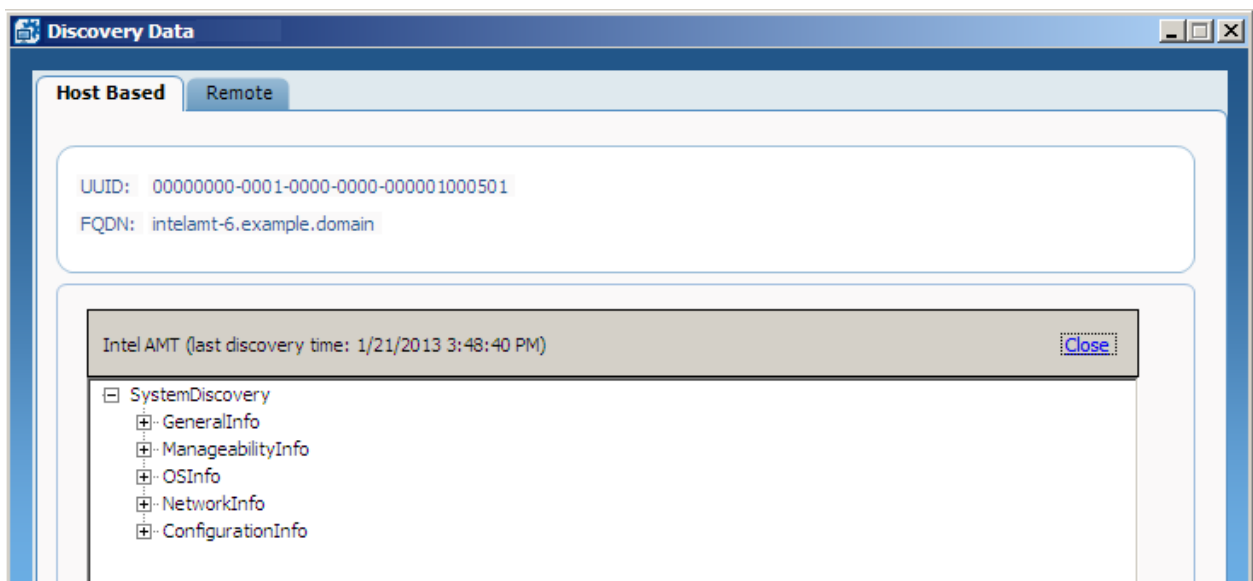 Discovery Data
Host Based Remote
UUID: 00000000-0001-0000-0000-000001000501
FQDN: intelamt-6.example.domain
Intel AMT (last discovery time: 1/21/2013 3:48:40 PM) Close
SystemDiscovery
GeneralInfo
ManageabilityInfo
OSInfo
NetworkInfo
ConfigurationInfo